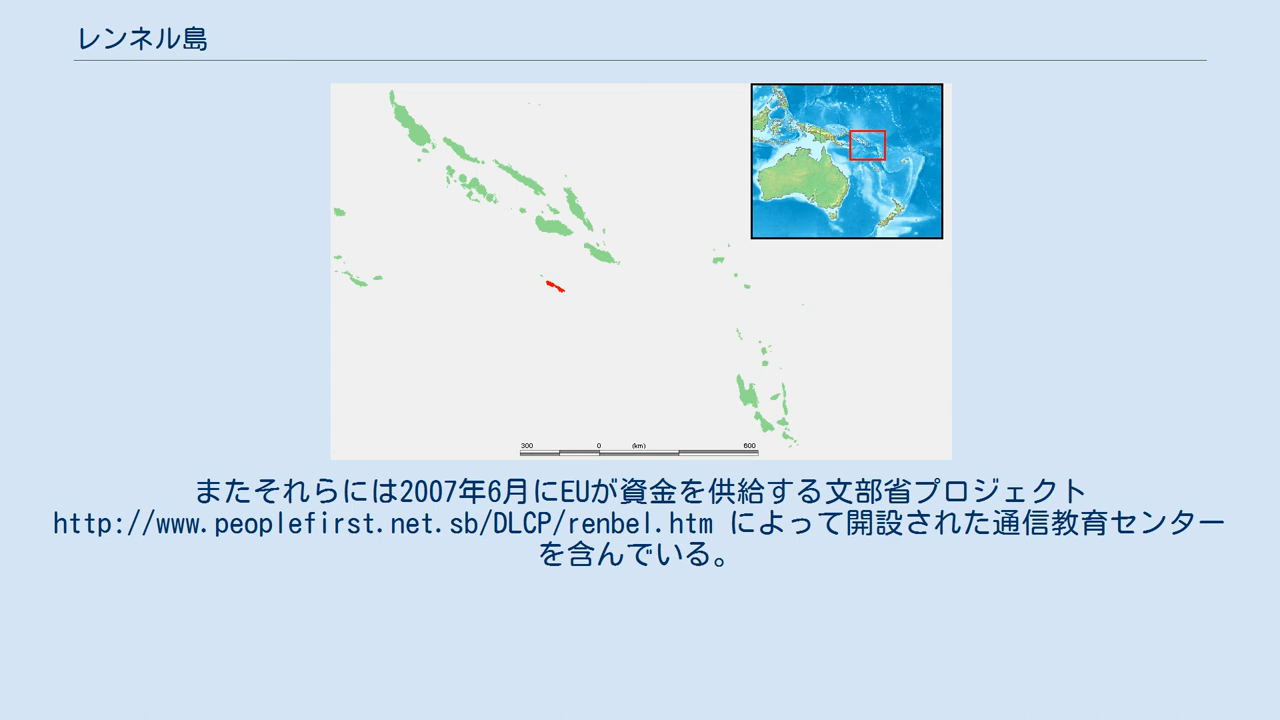 レンネル島
300 0 (km) 600
またそれらには2007年6月にEUが資金を供給する文部省プロジェクト
http://www.peoplefirst.net.sb/DLCP/renbel.htm によって開設された通信教育センター
を含んでいる。